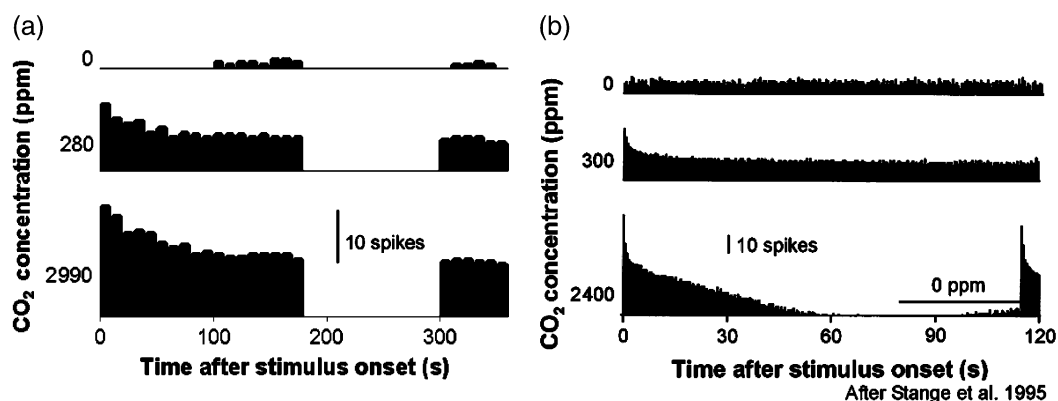 (a)
CO2 concentration (ppm)
0
280
2990
10 spikes
0 100 200 300
Time after stimulus onset (s)
(b)
CO2 concentration (ppm)
0
300
2400
10 spikes
0 ppm
0 30 60 90 120
Time after stimulus onset (s)
After Stange et al. 1995